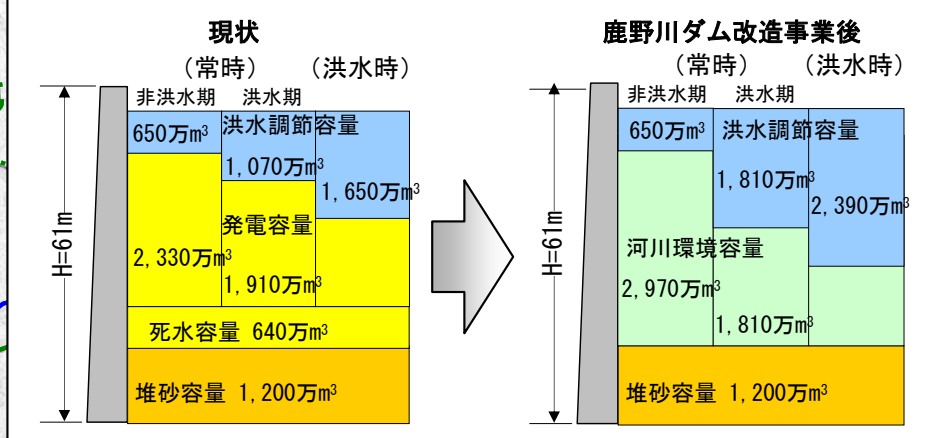 現状
(常時) (洪水時)
非洪水期 洪水期
650万m³ 洪水調節容量
1,070万m³
1,650万m³
発電容量
2,330万m³
1,910万m³
死水容量 640万m³
堆砂容量 1,200万m³
H=61m
鹿野川ダム改造事業後
(常時) (洪水時)
非洪水期 洪水期
650万m³ 洪水調節容量
1,810万m³
2,390万m³
河川環境容量
2,970万m³
1,810万m³
堆砂容量 1,200万m³
H=61m